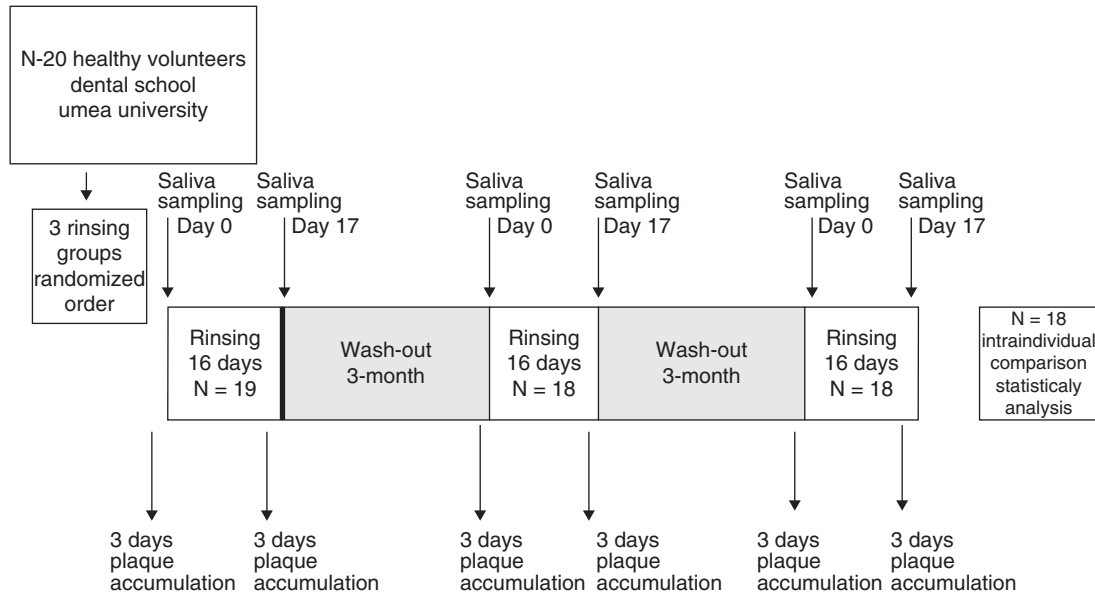 N-20 healthy volunteers
dental school
umea university
3 rinsing
groups
randomized
order
Saliva
sampling
Day 0
Saliva
sampling
Day 17
Saliva
sampling
Day 0
Saliva
sampling
Day 17
Saliva
sampling
Day 0
Saliva
sampling
Day 17
Rinsing
16 days
N = 19
Wash-out
3-month
Rinsing
16 days
N = 18
Wash-out
3-month
Rinsing
16 days
N = 18
N = 18
intraindividual
comparison
statisticaly
analysis
3 days
plaque
accumulation
3 days
plaque
accumulation
3 days
plaque
accumulation
3 days
plaque
accumulation
3 days
plaque
accumulation
3 days
plaque
accumulation